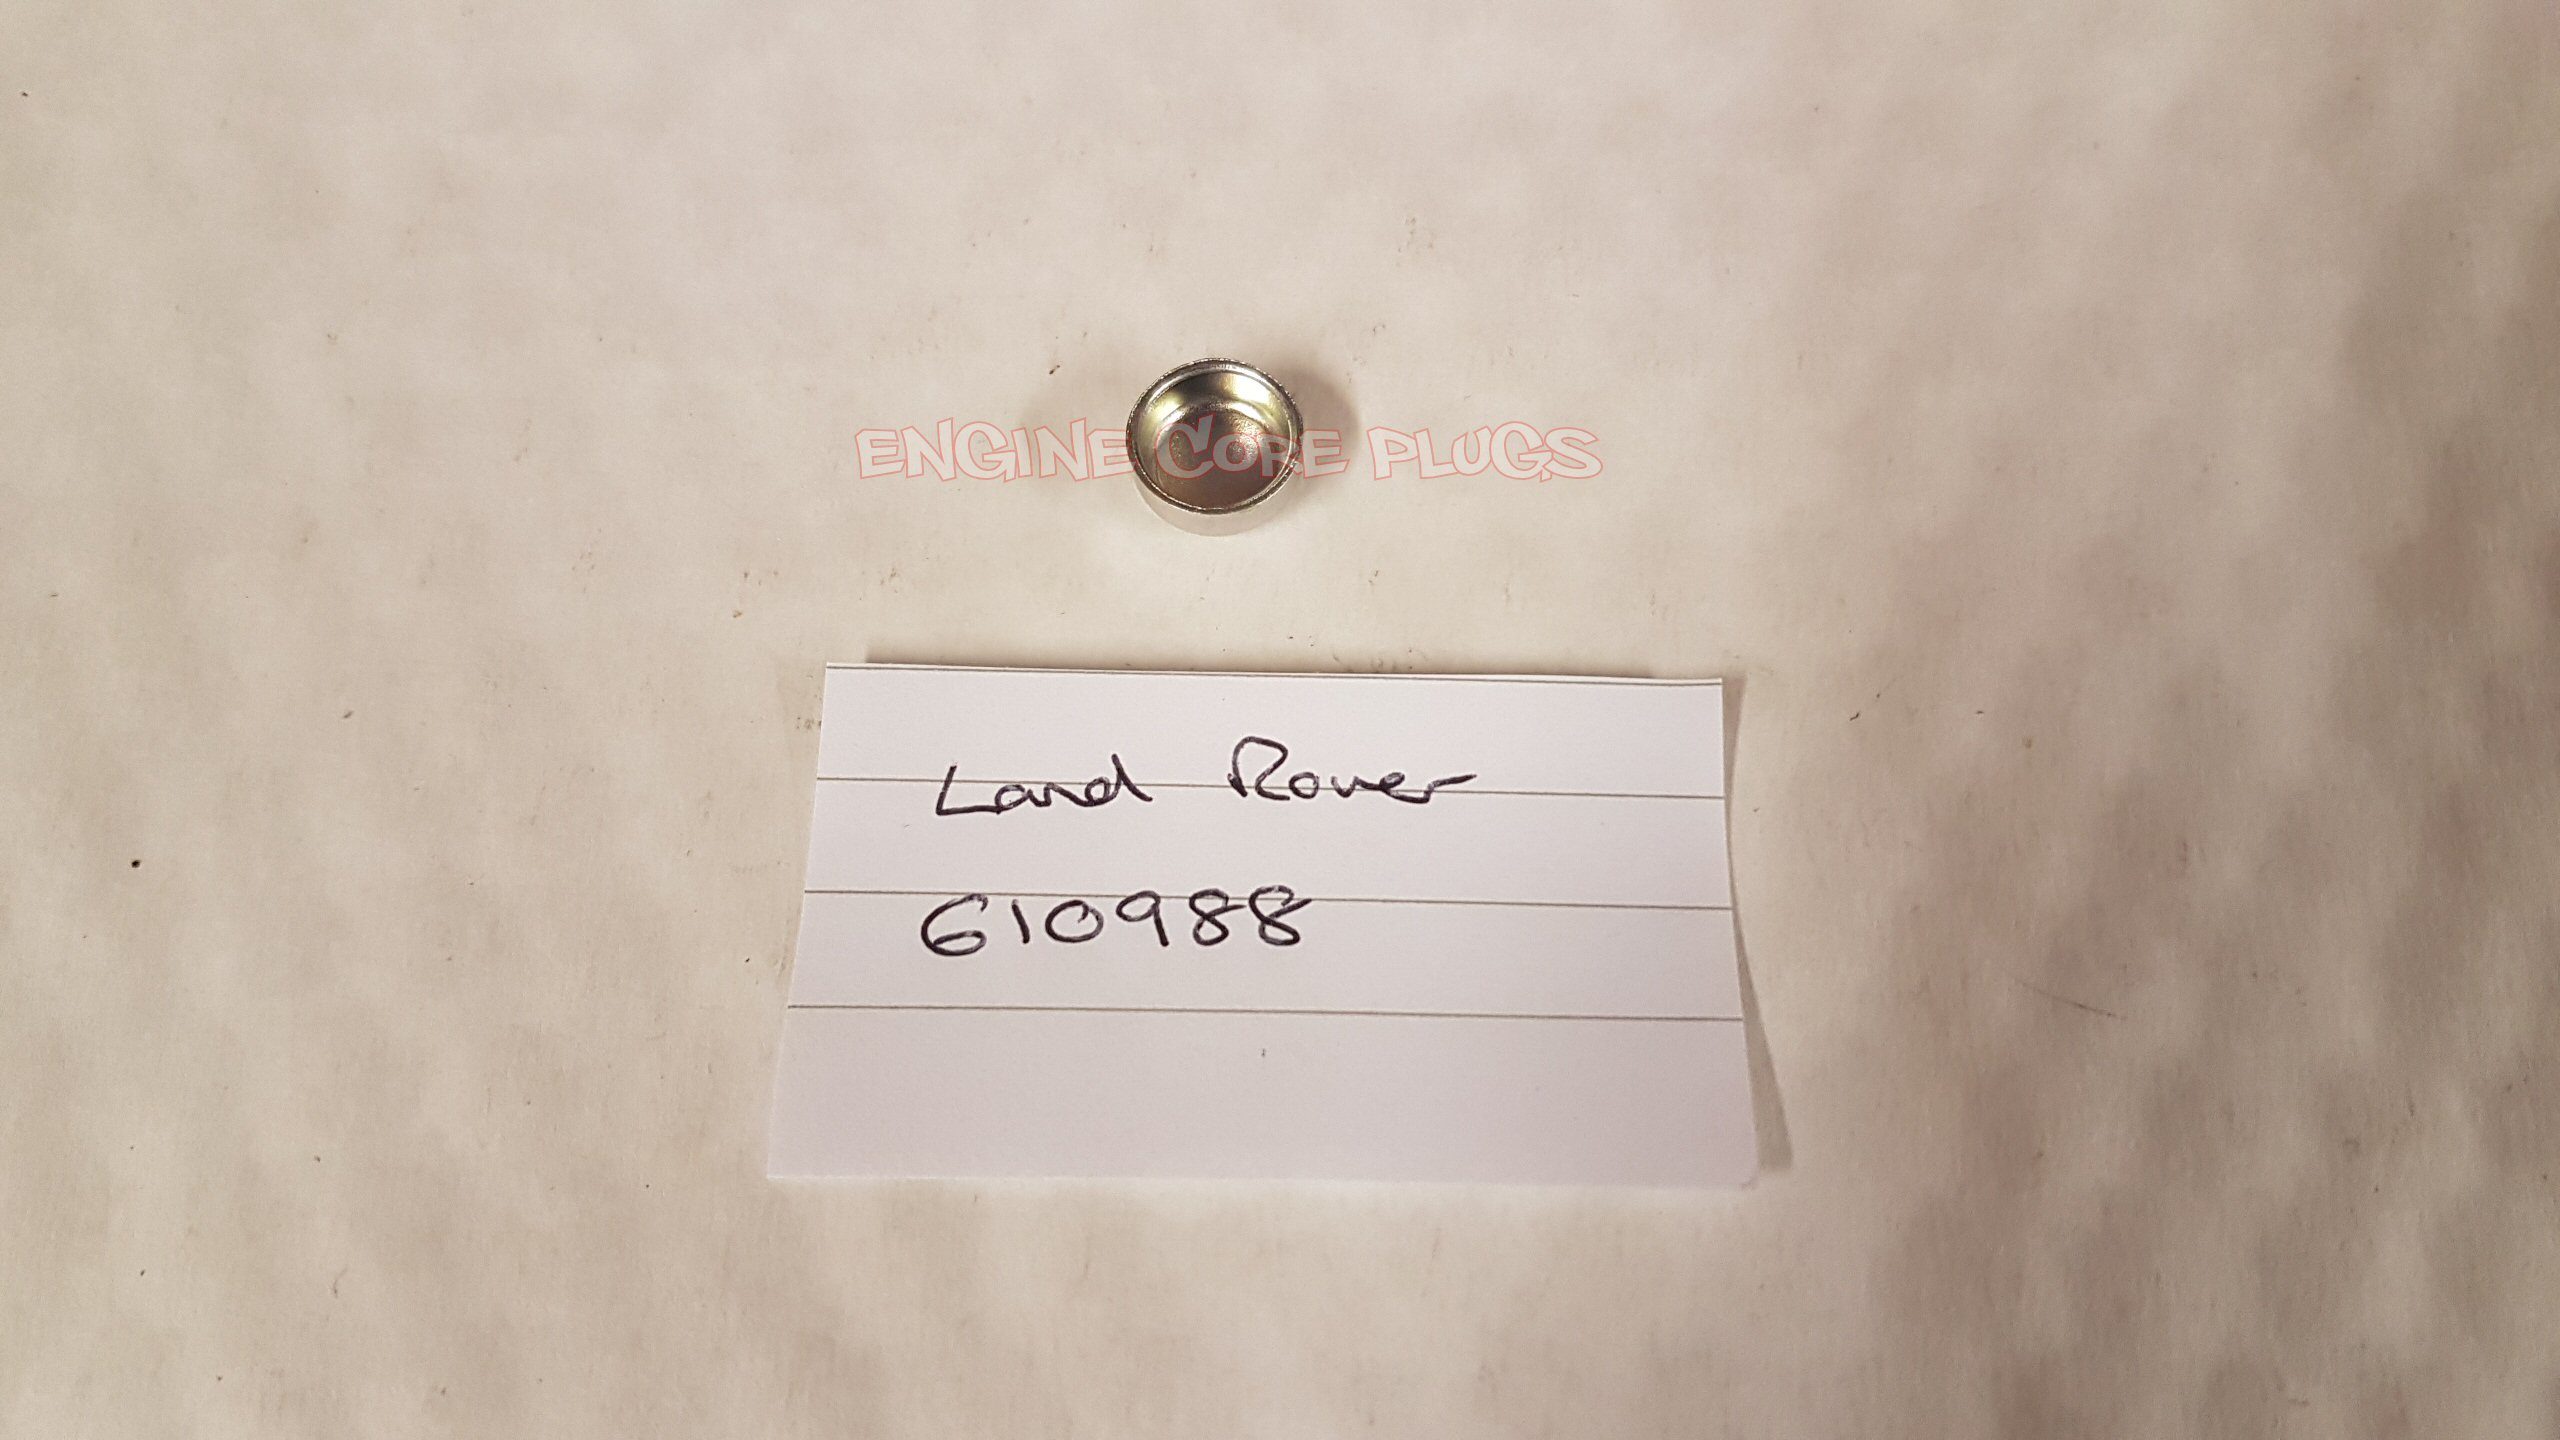 ENGINE CORE PLUGS
Land Rover
610988